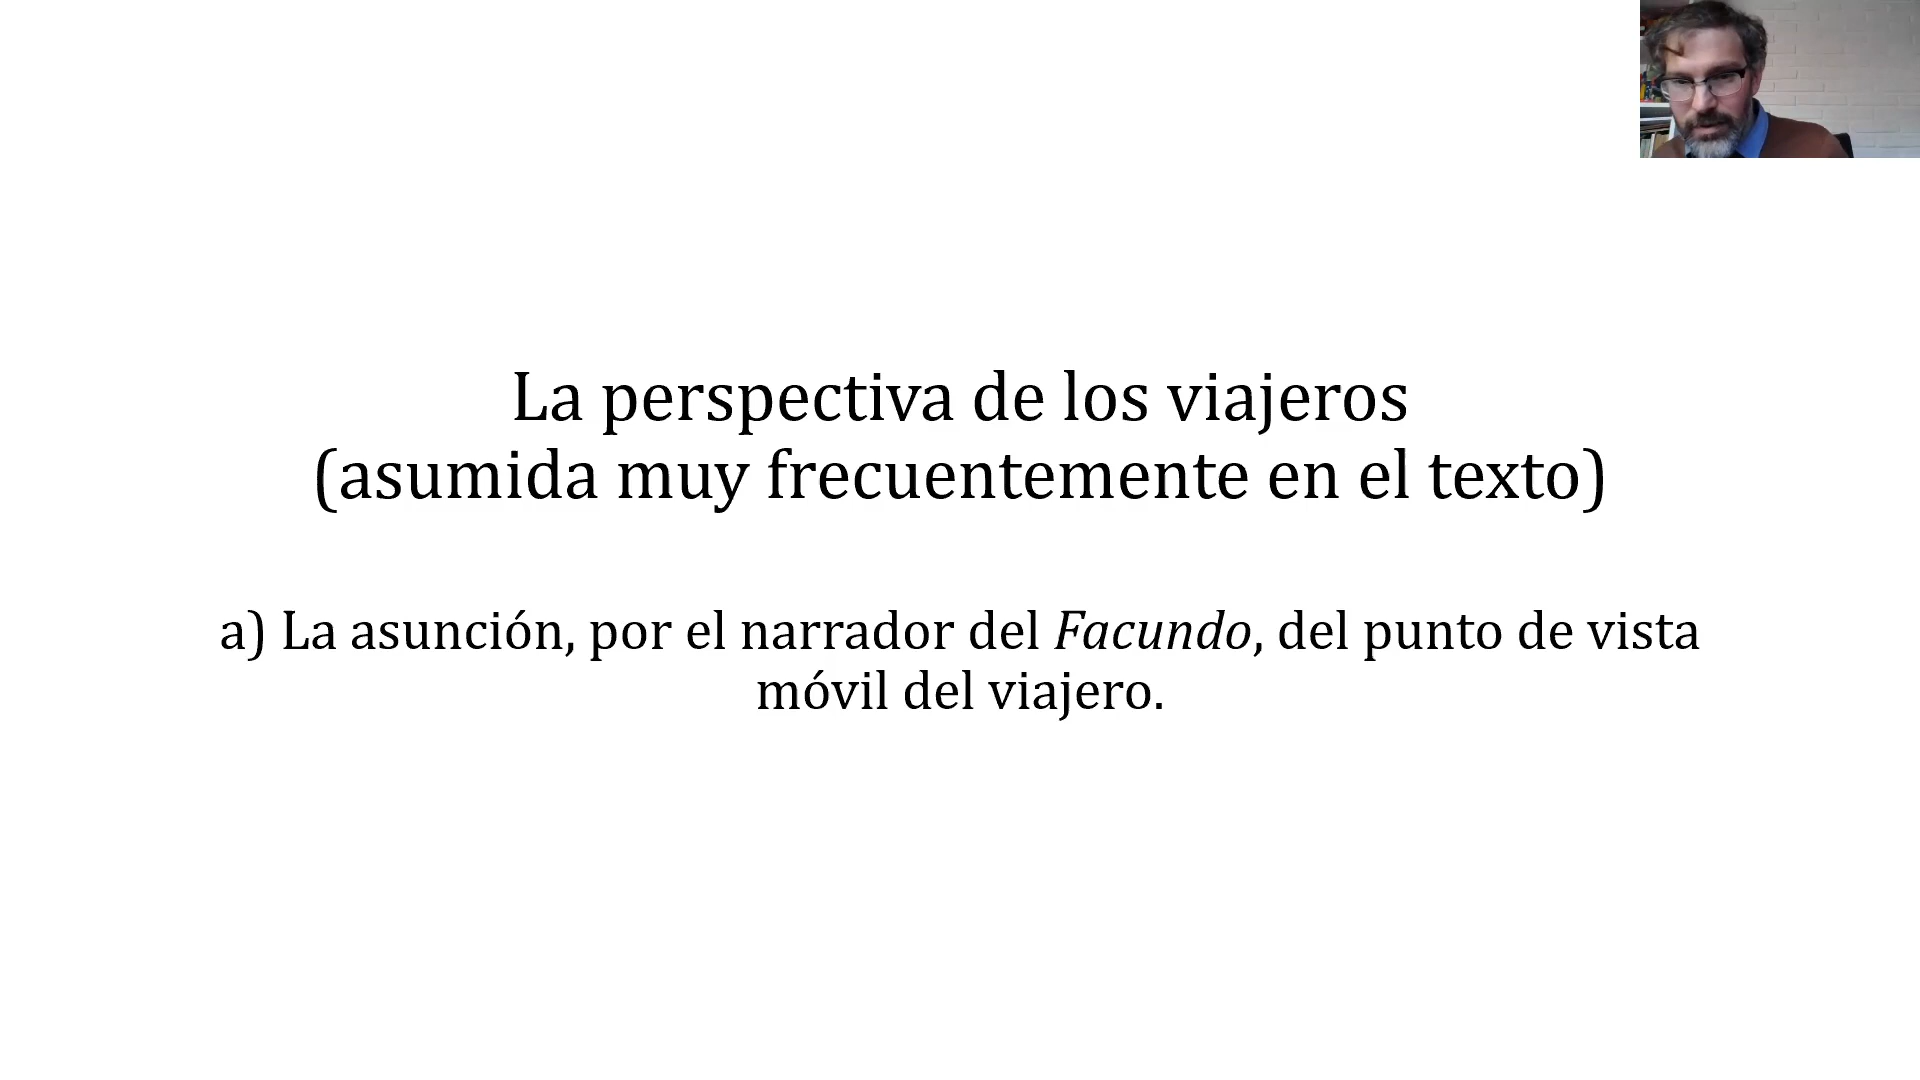 La perspectiva de los viajeros
(asumida muy frecuentemente en el texto)
a) La asunción, por el narrador del Facundo, del punto de vista
móvil del viajero.